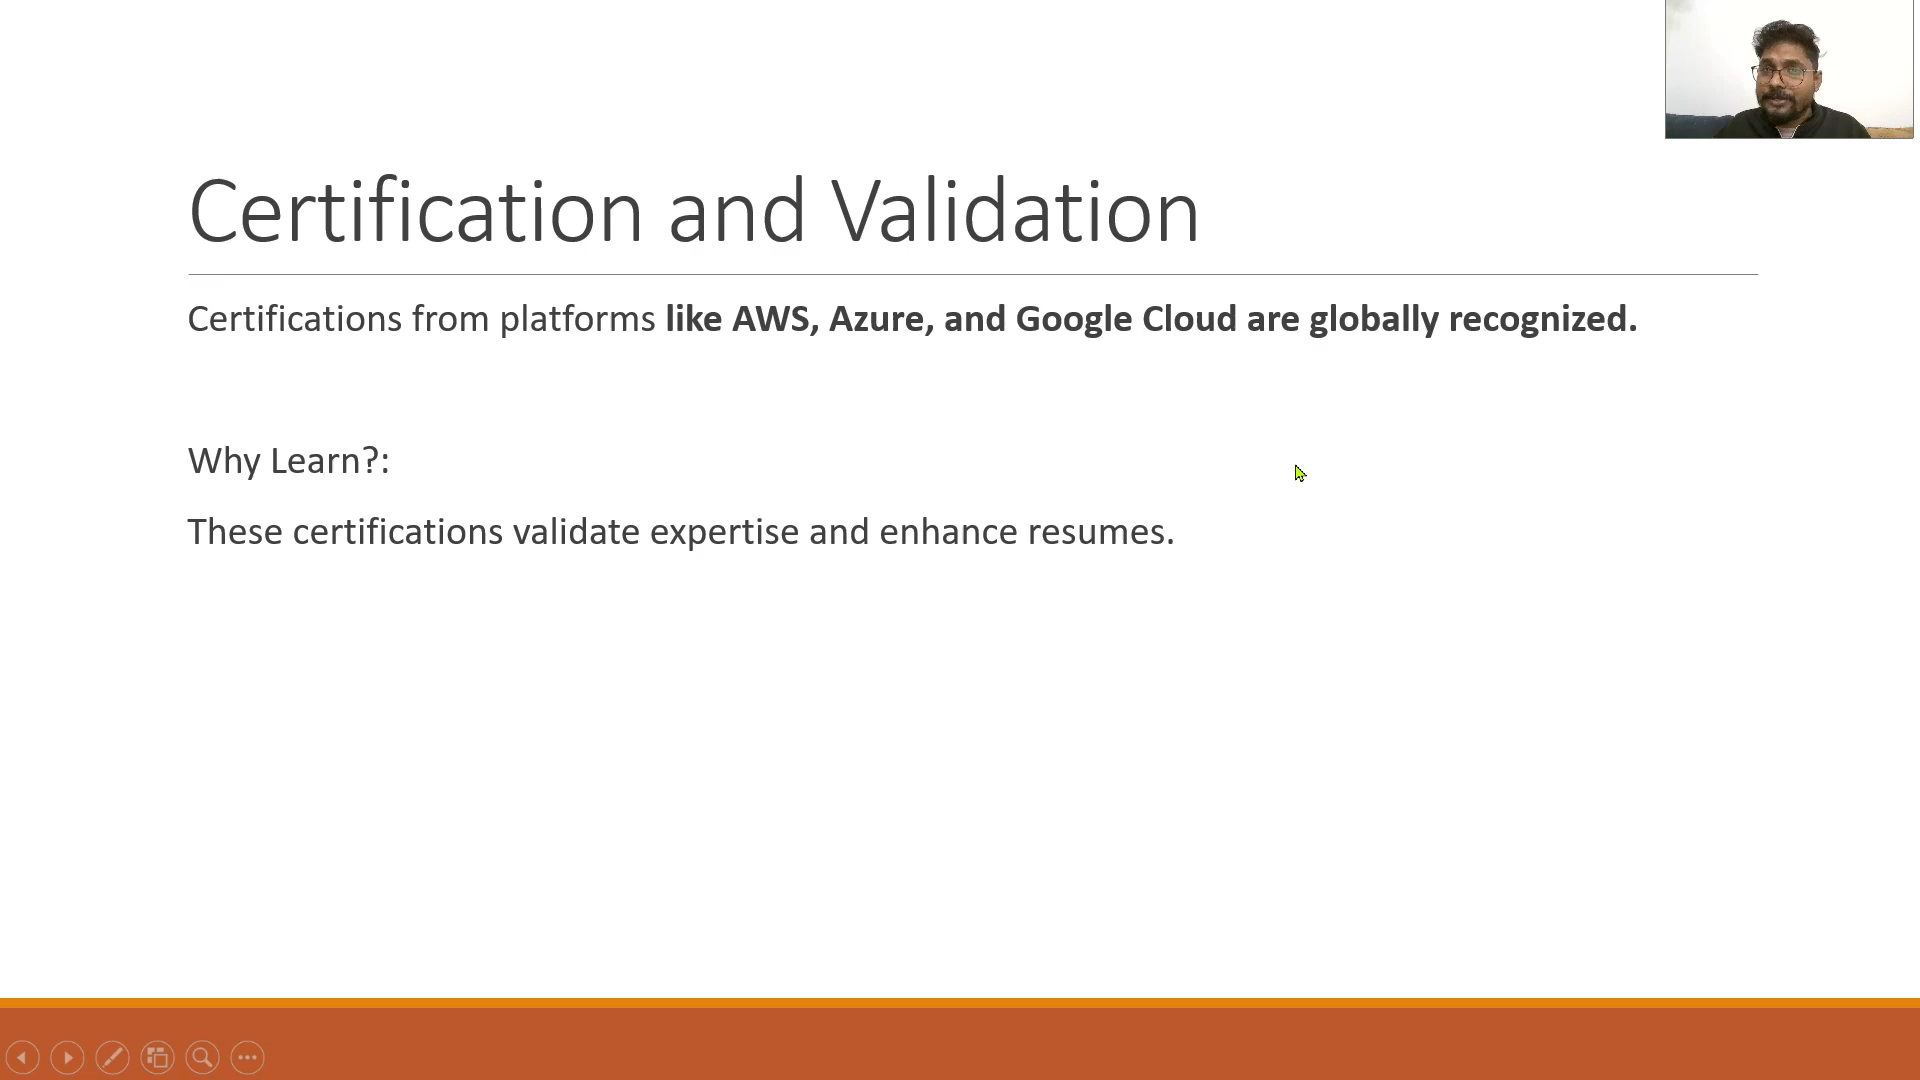 Certification and Validation
Certifications from platforms like AWS, Azure, and Google Cloud are globally recognized.
Why Learn?:
These certifications validate expertise and enhance resumes.